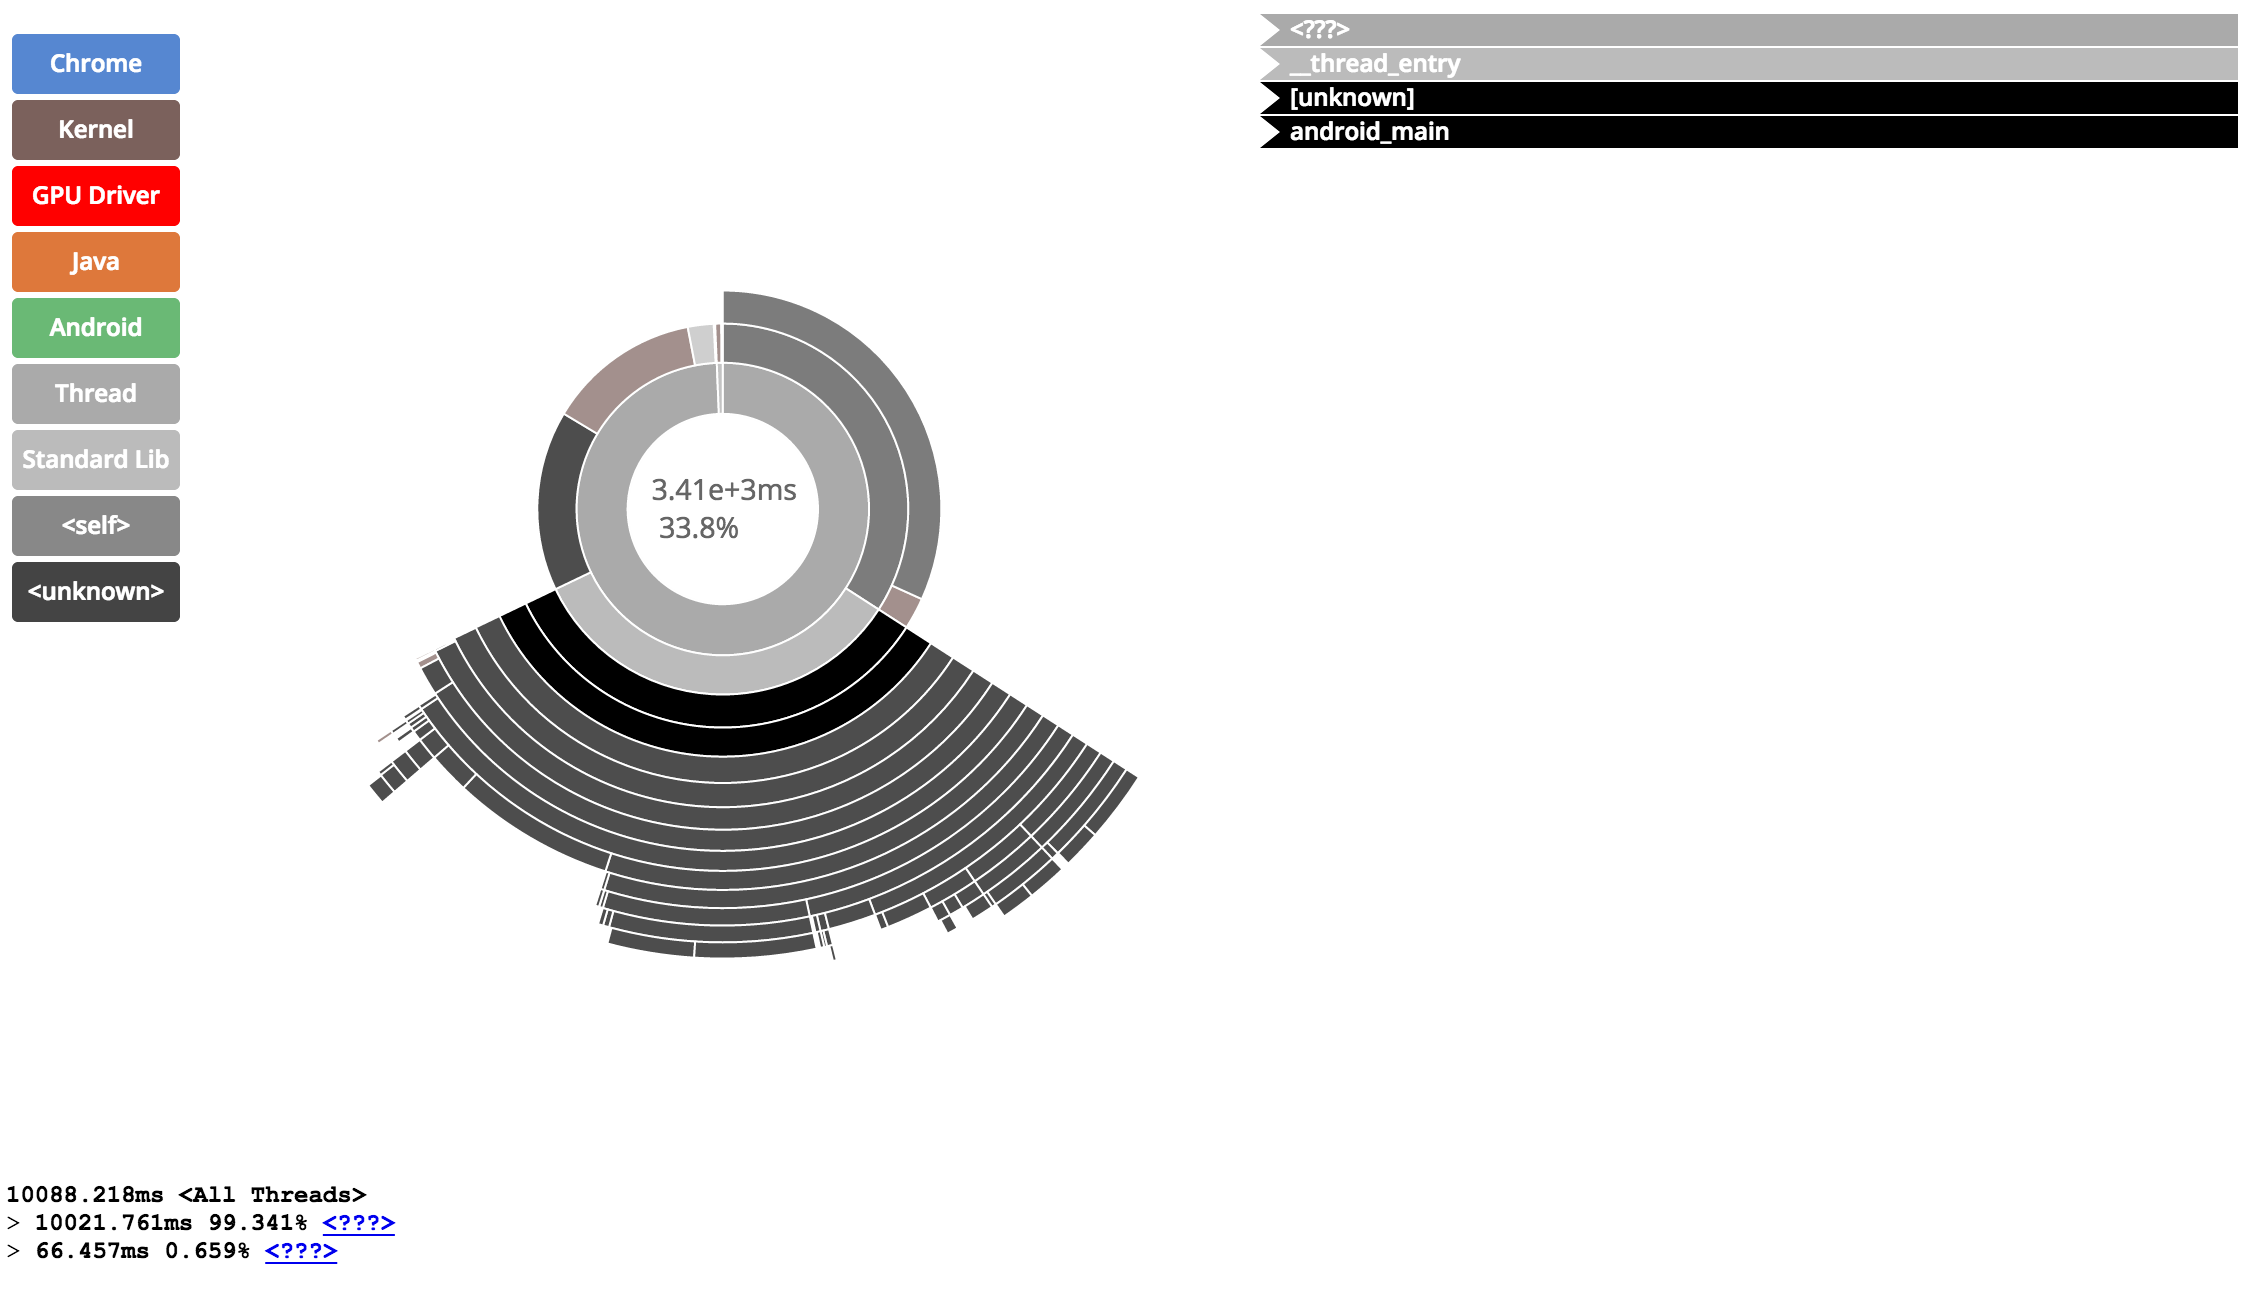 Chrome
Kernel
GPU Driver
Java
Android
Thread
Standard Lib
<self>
<unknown>
3.41e+3ms
33.8%
<???>
__thread_entry
[unknown]
android_main
10088.218ms <All Threads>
> 10021.761ms 99.341% <???>
> 66.457ms 0.659% <???>